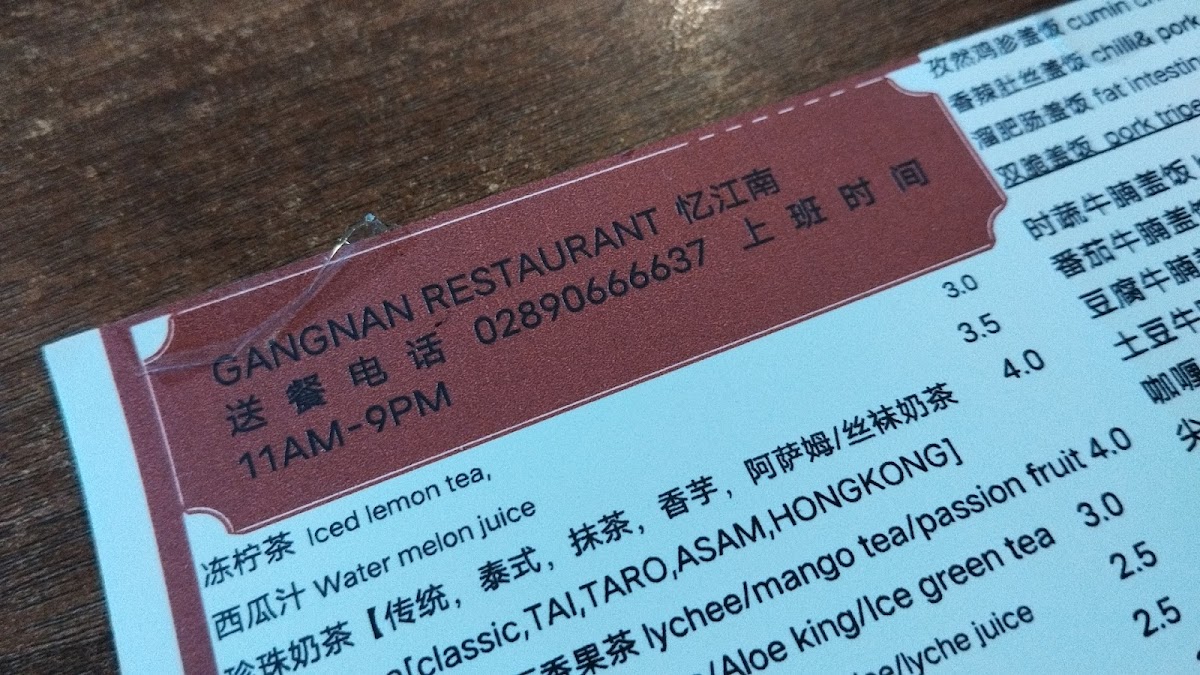 GANGNAN RESTAURANT 忆江南
送餐电话 02890666637 上班时间
11AM-9PM
冻柠茶 Iced lemon tea, 3.0
西瓜汁 Water melon juice 3.5
珍珠奶茶【传统，泰式，抹茶，香芋，阿萨姆/丝袜奶茶 4.0
[classic,TAI,TARO,ASAM,HONGKONG]
香果茶 lychee/mango tea/passion fruit 4.0
/Aloe king/Ice green tea 3.0
/lyche juice 2.5
2.5
孜然鸡胗盖饭 cumin
香辣肚丝盖饭 chilli& pork
溜肥肠盖饭 fat intestin
双脆盖饭 pork tripe
时蔬牛腩盖饭
番茄牛腩盖饭
豆腐牛腩
土豆牛
咖喱
尖